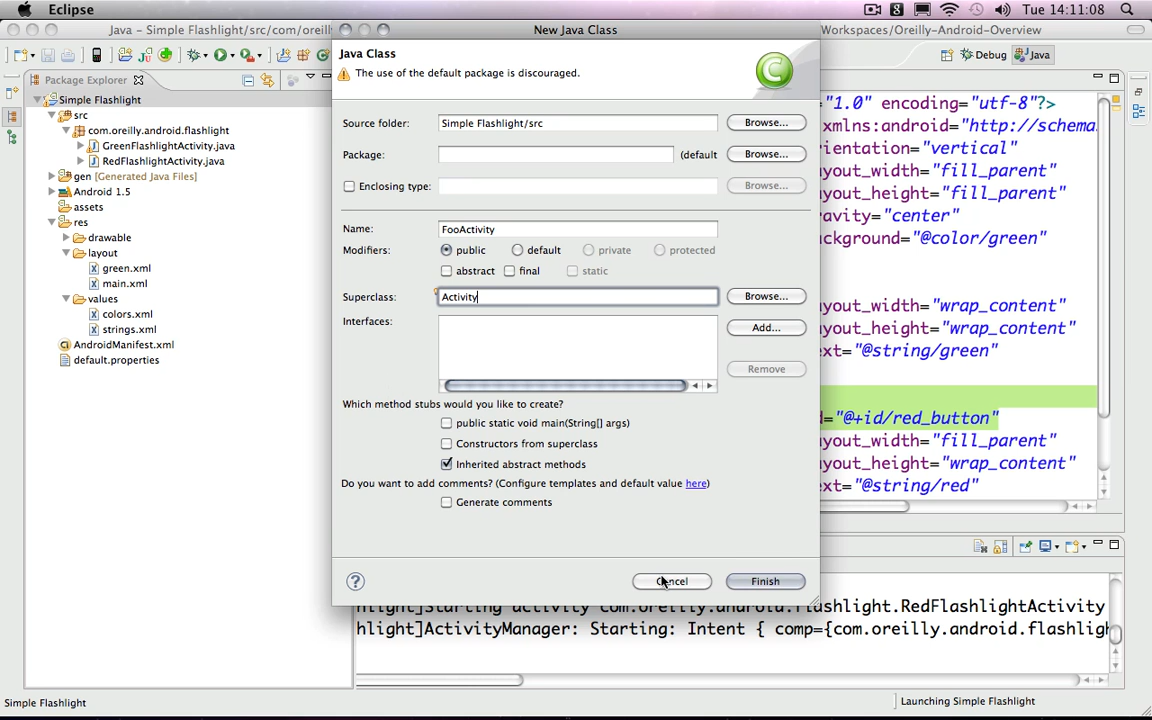 Eclipse
Tue 14:11:08
Java – Simple Flashlight/src/com/oreill
New Java Class
Workspaces/Oreilly-Android-Overview
Debug
Java
Package Explorer
Simple Flashlight
src
com.oreilly.android.flashlight
GreenFlashlightActivity.java
RedFlashlightActivity.java
gen [Generated Java Files]
Android 1.5
assets
res
drawable
layout
green.xml
main.xml
values
colors.xml
strings.xml
AndroidManifest.xml
default.properties
Java Class
The use of the default package is discouraged.
Source folder: Simple Flashlight/src Browse...
Package: (default Browse...
Enclosing type: Browse...
Name: FooActivity
Modifiers: public default private protected
abstract final static
Superclass: Activity Browse...
Interfaces: Add...
Remove
Which method stubs would you like to create?
public static void main(String[] args)
Constructors from superclass
Inherited abstract methods
Do you want to add comments? (Configure templates and default value here)
Generate comments
Cancel Finish
"1.0" encoding="utf-8"?>
xmlns:android="http://schema
rientation="vertical"
yout_width="fill_parent"
yout_height="fill_parent"
avity="center"
ckground="@color/green"
yout_width="wrap_content"
yout_height="wrap_content"
ext="@string/green"
d="@+id/red_button"
yout_width="fill_parent"
yout_height="wrap_content"
ext="@string/red"
hlight]Starting activity com.oreilly.android.flashlight.RedFlashlightActivity
hlight]ActivityManager: Starting: Intent { comp={com.oreilly.android.flashligh
Simple Flashlight
Launching Simple Flashlight